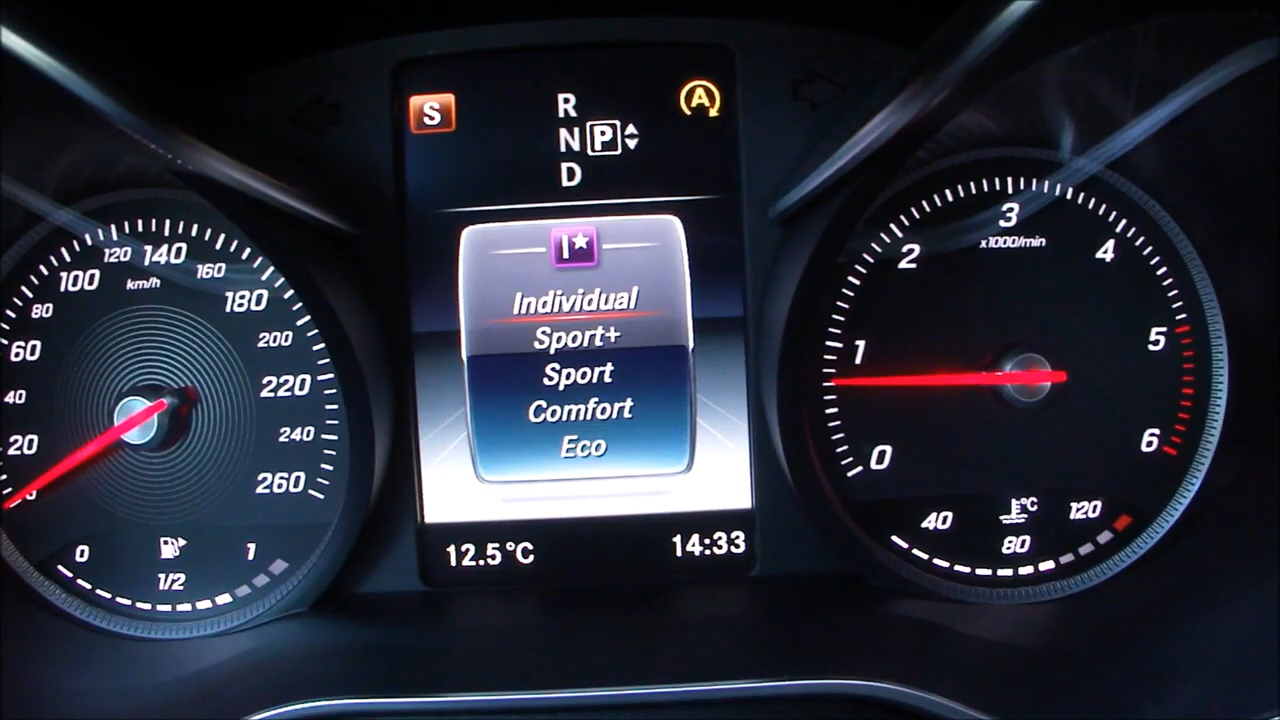 S
R
N P
D
A
I★
Individual
Sport+
Sport
Comfort
Eco
12.5°C
14:33
0
20
40
60
80
100
120
140
160
180
200
220
240
260
km/h
0
1/2
1
0
1
2
3
4
5
6
x1000/min
40
80
120
°C